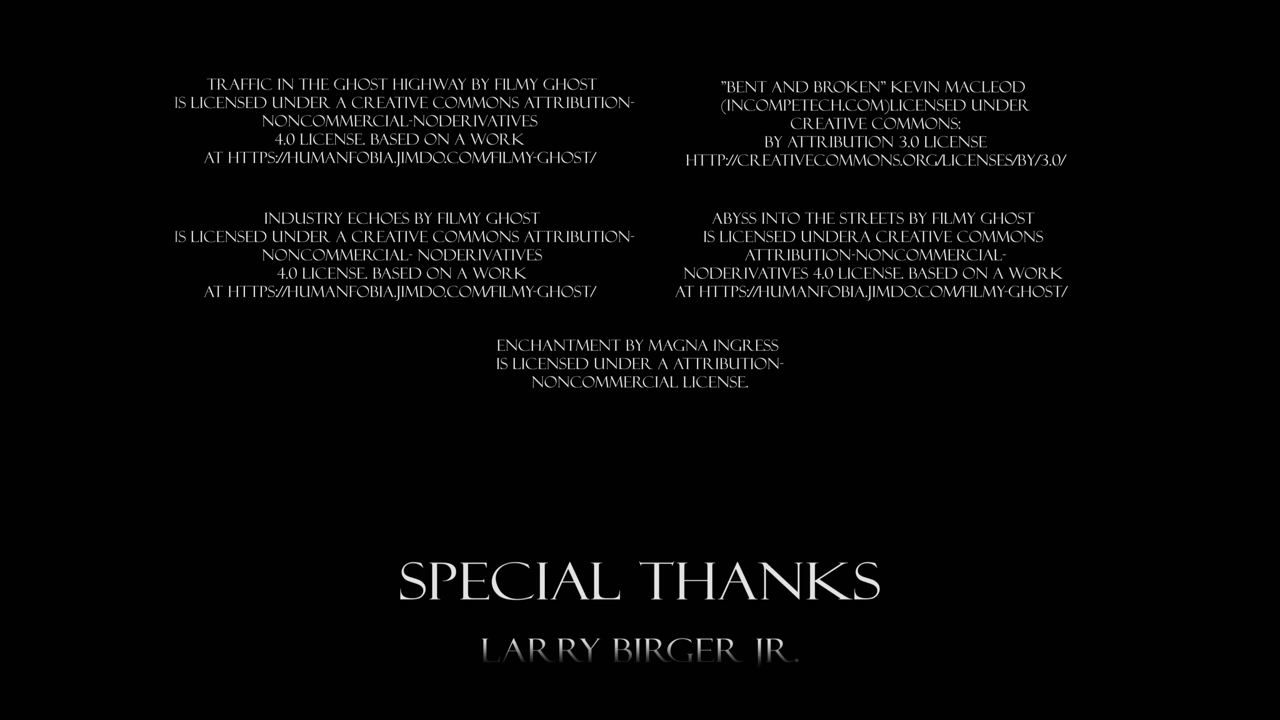 TRAFFIC IN THE GHOST HIGHWAY BY FILMY GHOST
IS LICENSED UNDER A CREATIVE COMMONS ATTRIBUTION-
NONCOMMERCIAL-NODERIVATIVES
4.0 LICENSE. BASED ON A WORK
AT HTTPS://HUMANFOBIA.JIMDO.COM/FILMY-GHOST/
"BENT AND BROKEN" KEVIN MACLEOD
(INCOMPETECH.COM)LICENSED UNDER
CREATIVE COMMONS:
BY ATTRIBUTION 3.0 LICENSE
HTTP://CREATIVECOMMONS.ORG/LICENSES/BY/3.0/
INDUSTRY ECHOES BY FILMY GHOST
IS LICENSED UNDER A CREATIVE COMMONS ATTRIBUTION-
NONCOMMERCIAL- NODERIVATIVES
4.0 LICENSE. BASED ON A WORK
AT HTTPS://HUMANFOBIA.JIMDO.COM/FILMY-GHOST/
ABYSS INTO THE STREETS BY FILMY GHOST
IS LICENSED UNDERA CREATIVE COMMONS
ATTRIBUTION-NONCOMMERCIAL-
NODERIVATIVES 4.0 LICENSE. BASED ON A WORK
AT HTTPS://HUMANFOBIA.JIMDO.COM/FILMY-GHOST/
ENCHANTMENT BY MAGNA INGRESS
IS LICENSED UNDER A ATTRIBUTION-
NONCOMMERCIAL LICENSE.
SPECIAL THANKS
LARRY BIRGER JR.